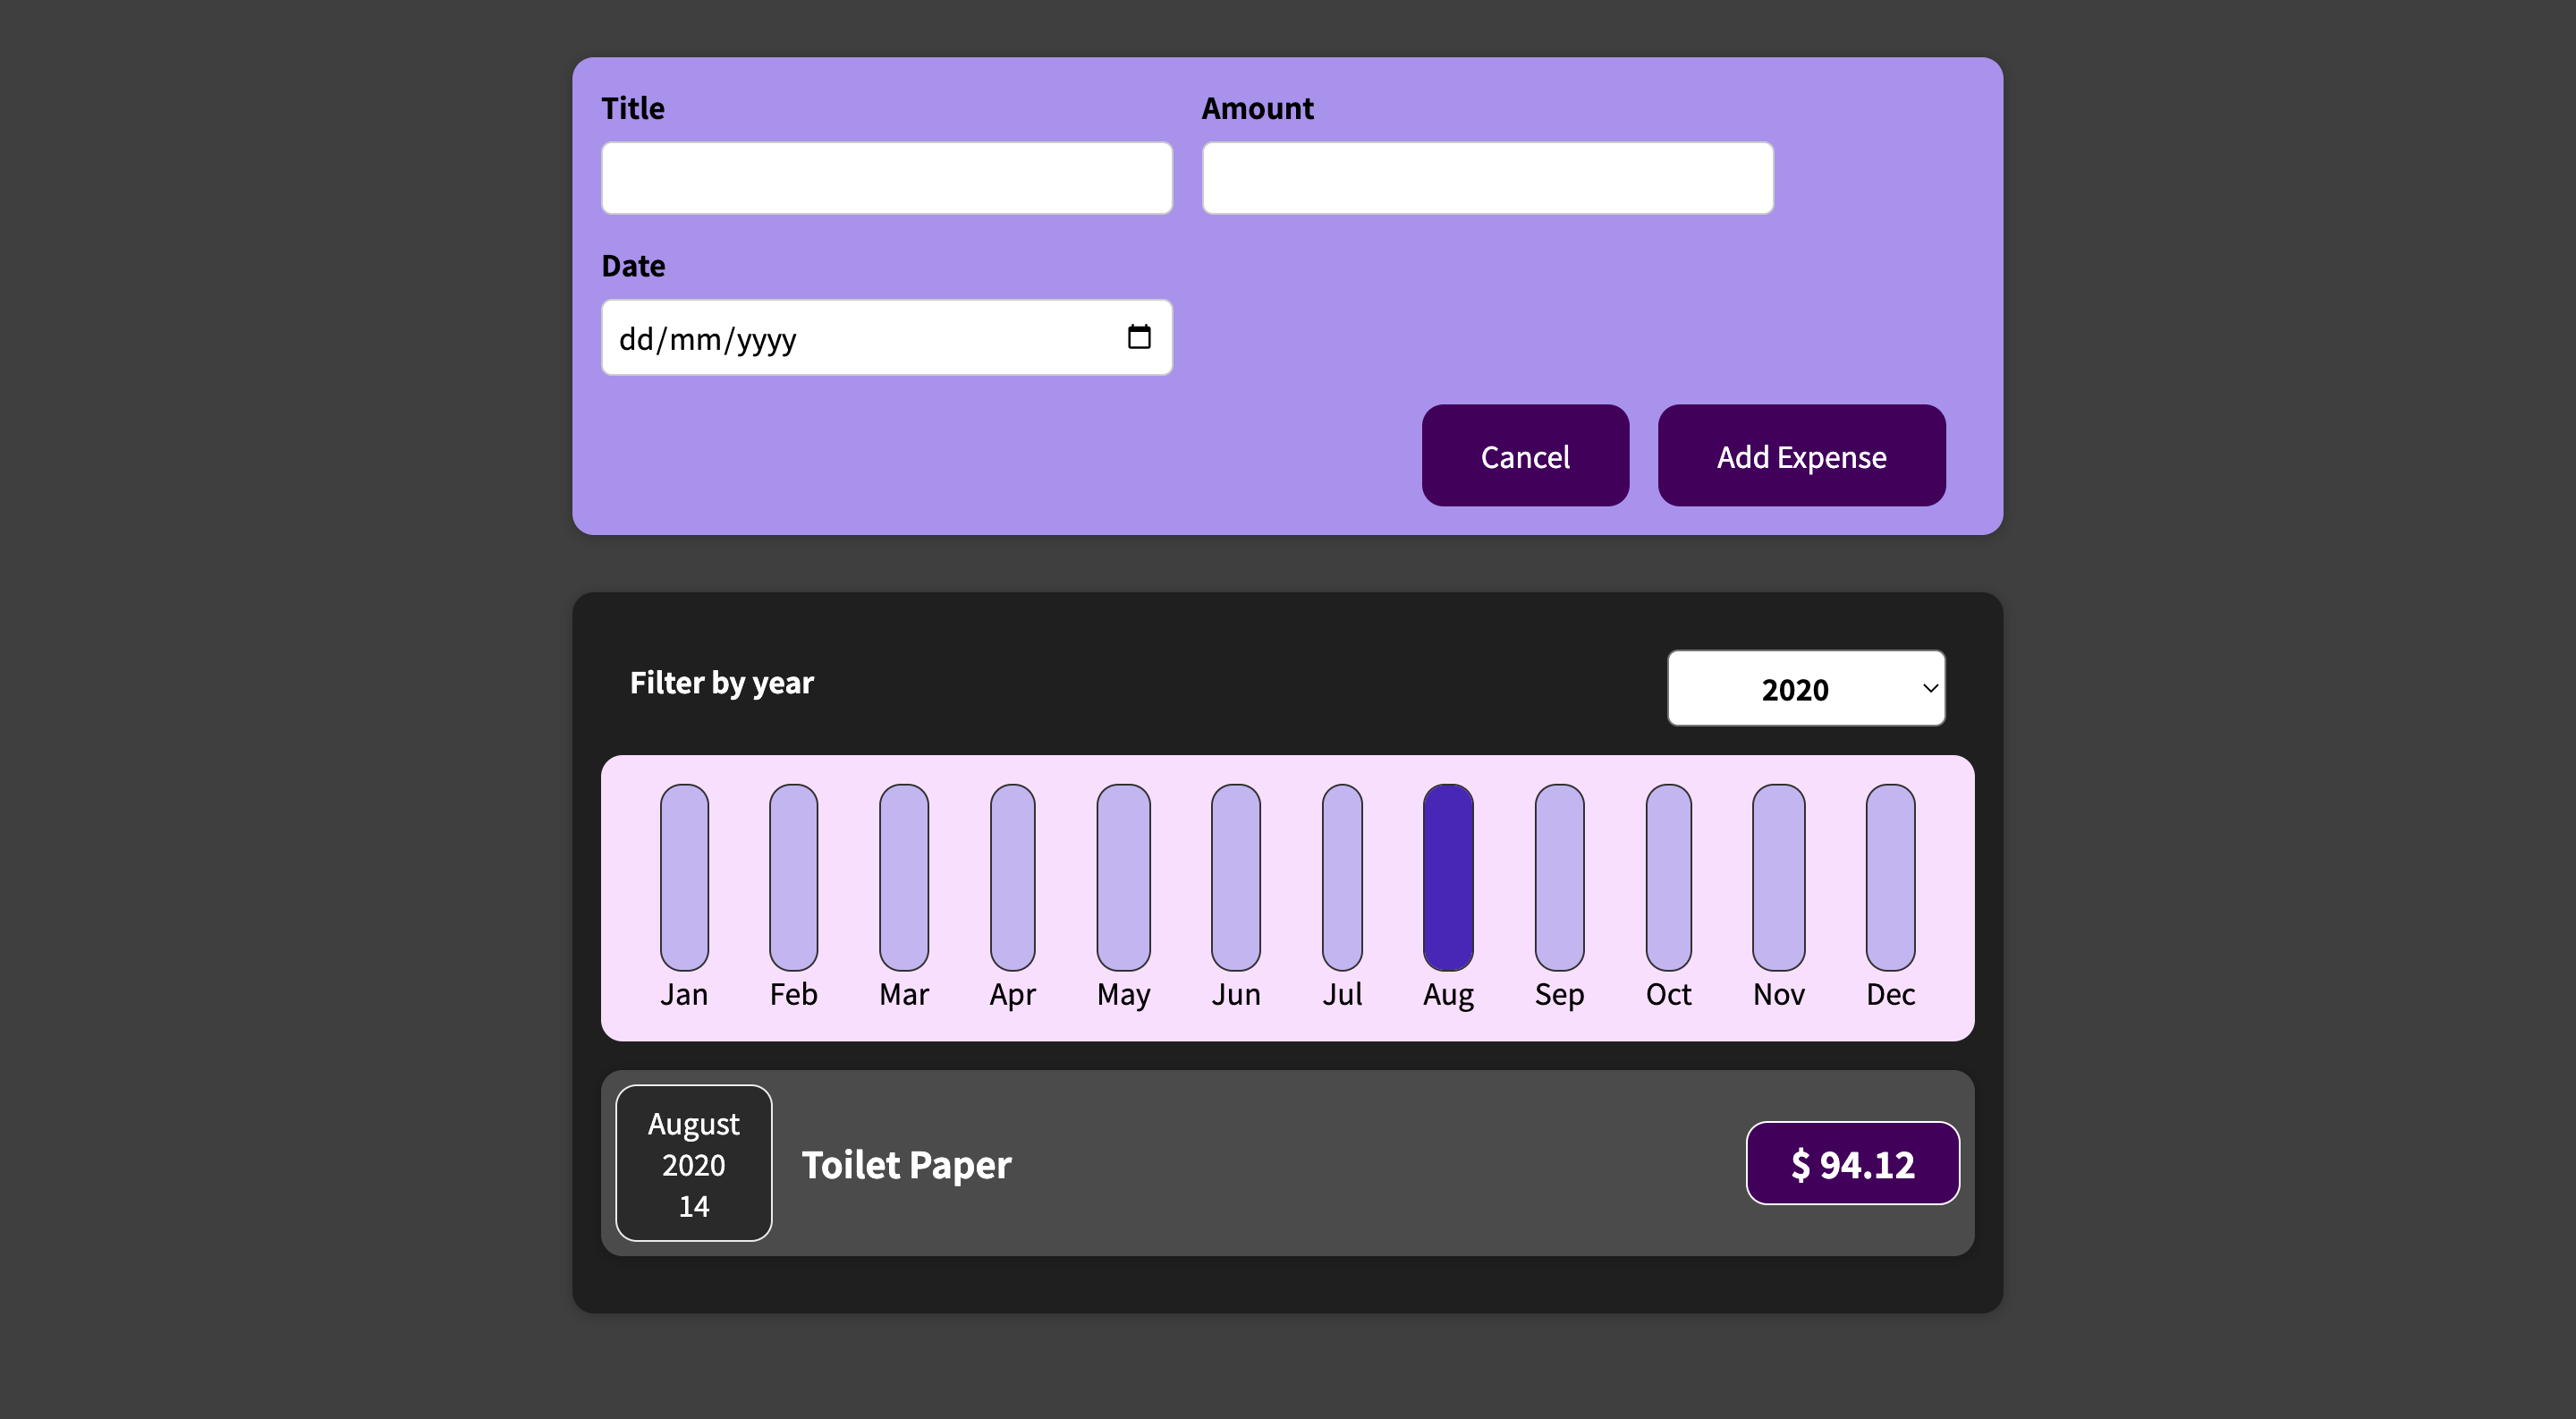 Title
Amount
Date
dd/mm/yyyy
Cancel
Add Expense
Filter by year
2020
Jan
Feb
Mar
Apr
May
Jun
Jul
Aug
Sep
Oct
Nov
Dec
August
2020
14
Toilet Paper
$ 94.12